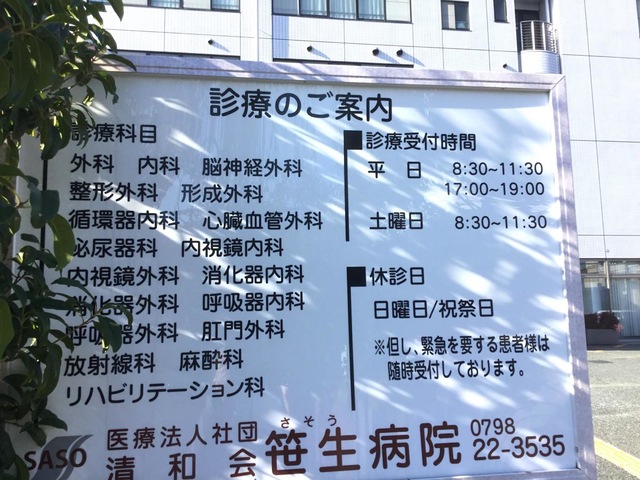 診療のご案内
診療科目
外科 内科 脳神経外科
整形外科 形成外科
循環器内科 心臓血管外科
泌尿器科 内視鏡内科
内視鏡外科 消化器内科
消化器外科 呼吸器内科
呼吸器外科 肛門外科
放射線科 麻酔科
リハビリテーション科
■診療受付時間
平 日 8:30~11:30
17:00~19:00
土曜日 8:30~11:30
■休診日
日曜日/祝祭日
※但し、緊急を要する患者様は
随時受付しております。
SASO
医療法人社団
清和会
さそう
笹生病院
0798
22-3535